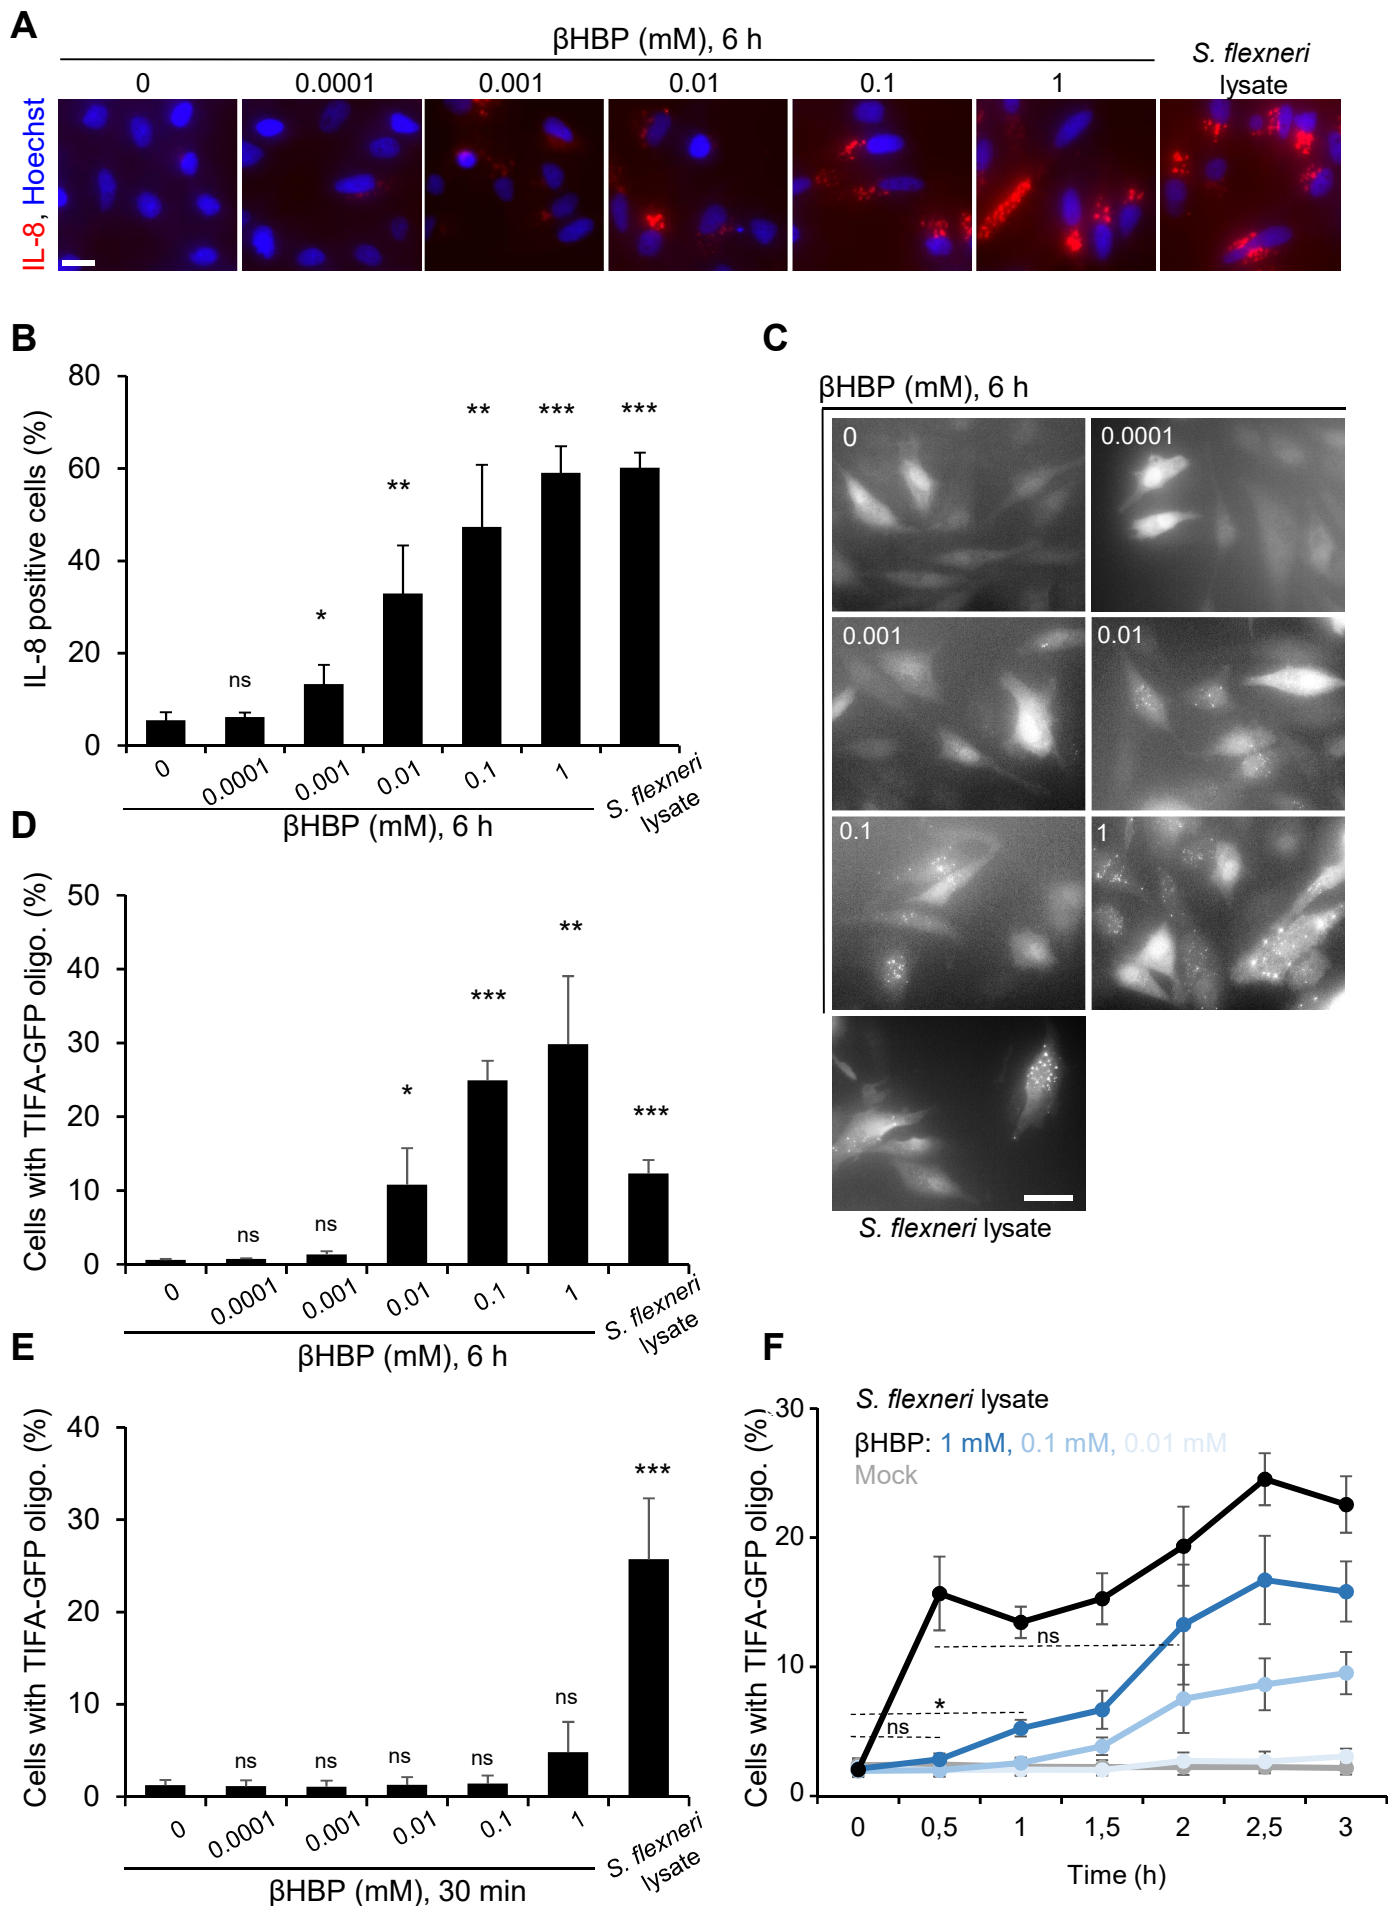 A
βHBP (mM), 6 h
S. flexneri
lysate
0 0.0001 0.001 0.01 0.1 1
IL-8, Hoechst
B
IL-8 positive cells (%)
80
60
40
20
0
ns * ** ** *** ***
0 0.0001 0.001 0.01 0.1 1 S. flexneri lysate
βHBP (mM), 6 h
C
βHBP (mM), 6 h
0 0.0001
0.001 0.01
0.1 1
S. flexneri lysate
D
Cells with TIFA-GFP oligo. (%)
50
40
30
20
10
0
ns ns * *** ** ***
0 0.0001 0.001 0.01 0.1 1 S. flexneri lysate
βHBP (mM), 6 h
E
Cells with TIFA-GFP oligo. (%)
40
30
20
10
0
ns ns ns ns ns ***
0 0.0001 0.001 0.01 0.1 1 S. flexneri lysate
βHBP (mM), 30 min
F
Cells with TIFA-GFP oligo. (%)
S. flexneri lysate
βHBP: 1 mM, 0.1 mM, 0.01 mM
Mock
30
20
10
0
ns
*
ns
0 0,5 1 1,5 2 2,5 3
Time (h)